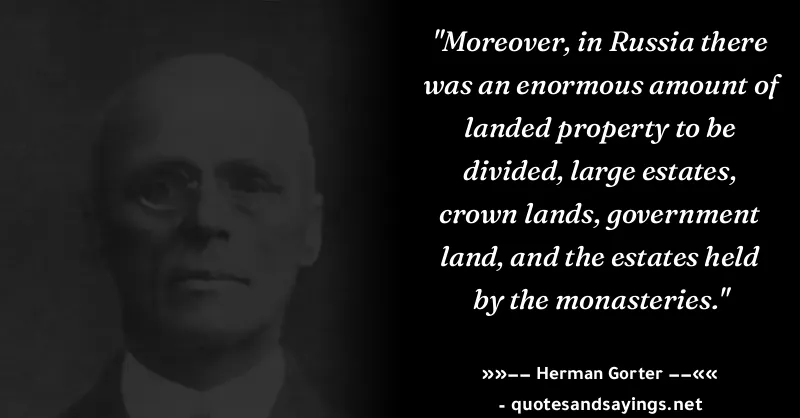 "Moreover, in Russia there
was an enormous amount of
landed property to be
divided, large estates,
crown lands, government
land, and the estates held
by the monasteries."
»»–– Herman Gorter ––««
- quotesandsayings.net